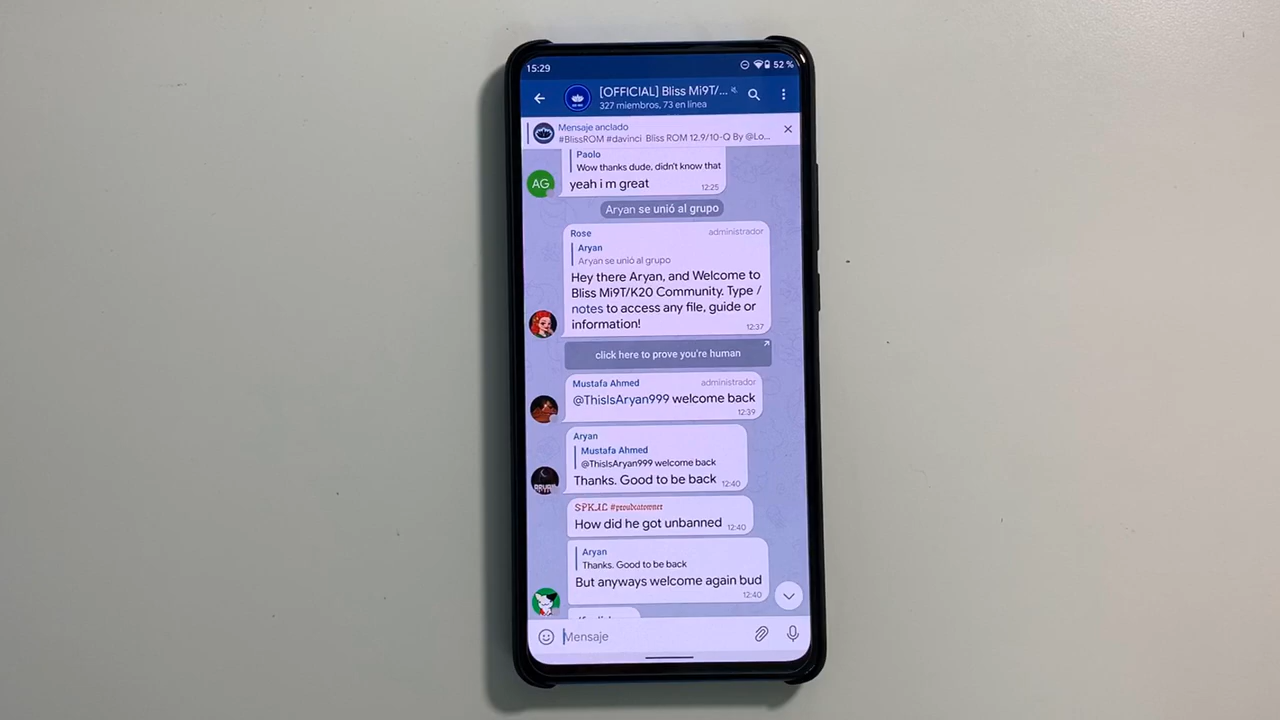 15:29
52 %
[OFFICIAL] Bliss Mi9T/...
327 miembros, 73 en línea
Mensaje anclado
#BlissROM #davinci Bliss ROM 12.9/10-Q By @Lo...
Paolo
Wow thanks dude, didn't know that
AG
yeah i m great
12:25
Aryan se unió al grupo
Rose
administrador
Aryan
Aryan se unió al grupo
Hey there Aryan, and Welcome to
Bliss Mi9T/K20 Community. Type /
notes to access any file, guide or
information!
12:37
click here to prove you're human
Mustafa Ahmed
administrador
@ThisIsAryan999 welcome back
12:39
Aryan
Mustafa Ahmed
@ThisIsAryan999 welcome back
Thanks. Good to be back
12:40
#proudcatowner
How did he got unbanned
12:40
Aryan
Thanks. Good to be back
But anyways welcome again bud
12:40
Mensaje